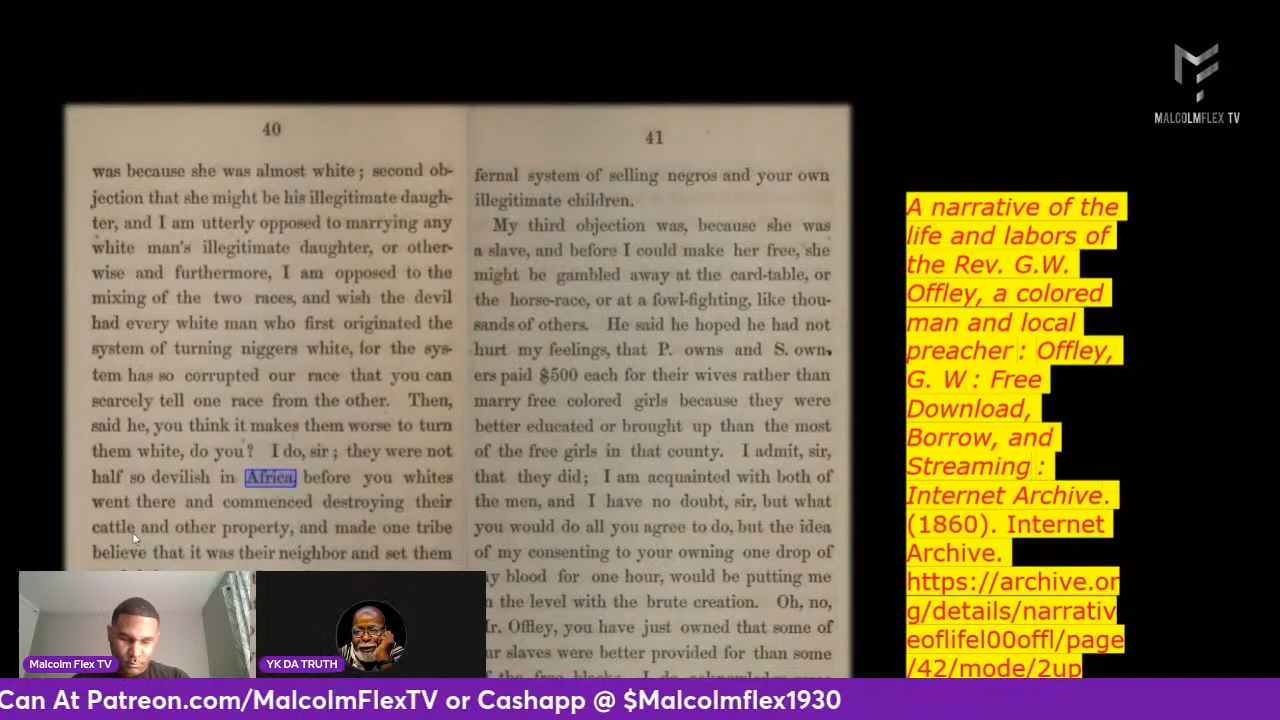 MALCOLMFLEX TV
40
was because she was almost white ; second ob-
jection that she might be his illegitimate daugh-
ter, and I am utterly opposed to marrying any
white man's illegitimate daughter, or other-
wise and furthermore, I am opposed to the
mixing of the two races, and wish the devil
had every white man who first originated the
system of turning niggers white, for the sys-
tem has so corrupted our race that you can
scarcely tell one race from the other. Then,
said he, you think it makes them worse to turn
them white, do you? I do, sir ; they were not
half so devilish in Africa before you whites
went there and commenced destroying their
cattle and other property, and made one tribe
believe that it was their neighbor and set them
41
fernal system of selling negros and your own
illegitimate children.
My third objection was, because she was
a slave, and before I could make her free, she
might be gambled away at the card-table, or
the horse-race, or at a fowl-fighting, like thou-
sands of others. He said he hoped he had not
hurt my feelings, that P. owns and S. own-
ers paid $500 each for their wives rather than
marry free colored girls because they were
better educated or brought up than the most
of the free girls in that county. I admit, sir,
that they did; I am acquainted with both of
the men, and I have no doubt, sir, but what
you would do all you agree to do, but the idea
of my consenting to your owning one drop of
blood for one hour, would be putting me
the level with the brute creation. Oh, no,
Mr. Offley, you have just owned that some of
slaves were better provided for than some
of the free blacks. I do acknowledge
A narrative of the
life and labors of
the Rev. G.W.
Offley, a colored
man and local
preacher : Offley,
G. W : Free
Download,
Borrow, and
Streaming :
Internet Archive.
(1860). Internet
Archive.
https://archive.or
g/details/narrativ
eoflifel00offl/page
/42/mode/2up
Malcolm Flex TV
YK DA TRUTH
Can At Patreon.com/MalcolmFlexTV or Cashapp @ $Malcolmflex1930